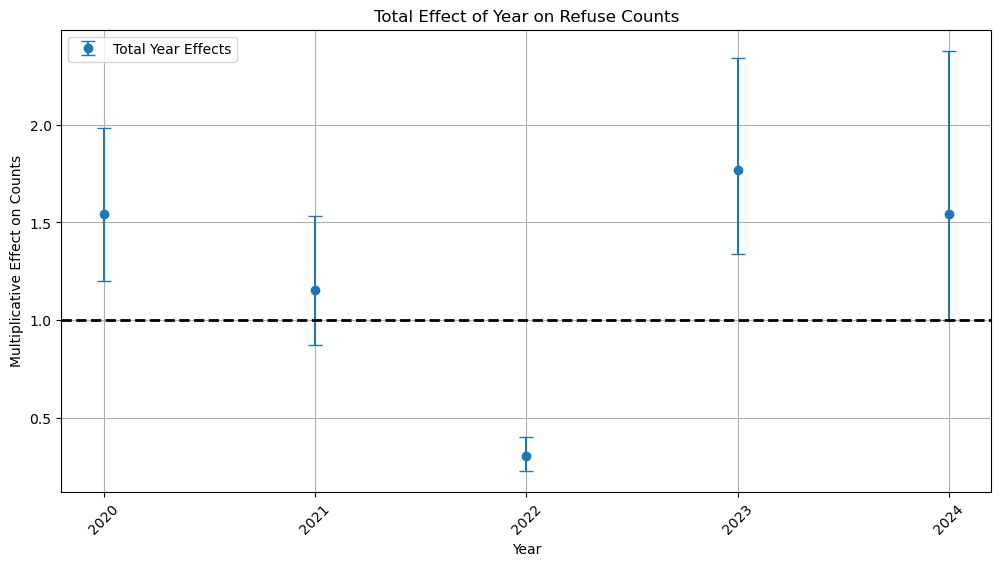 Total Effect of Year on Refuse Counts
Total Year Effects
Multiplicative Effect on Counts
2.0
1.5
1.0
0.5
2020
2021
2022
2023
2024
Year